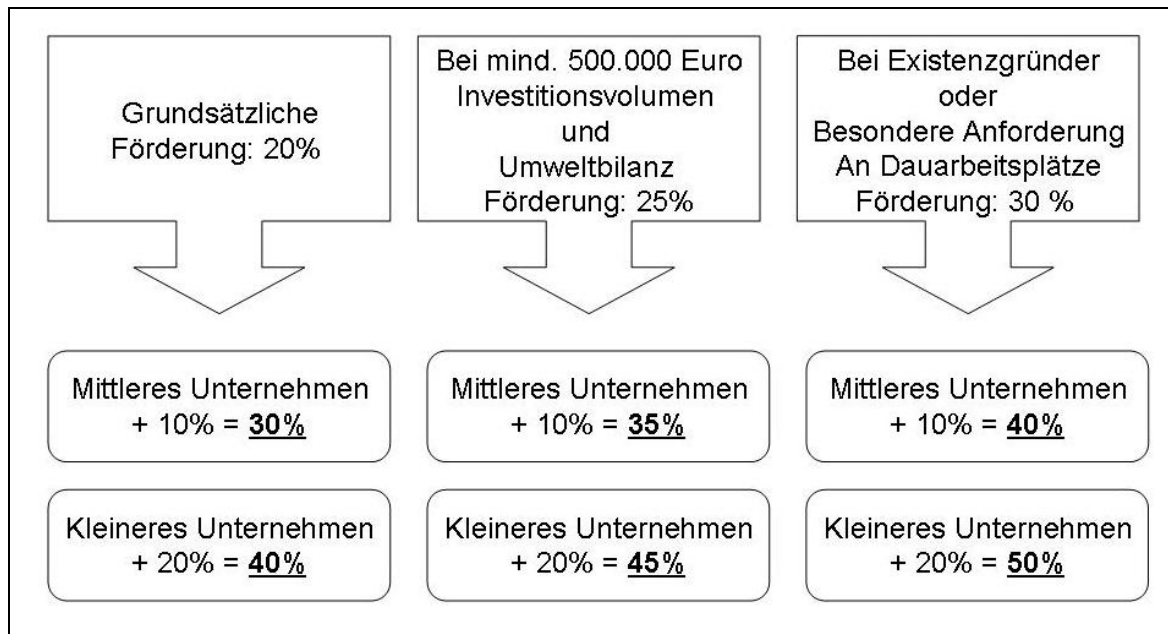 Grundsätzliche
Förderung: 20%
Mittleres Unternehmen
+ 10% = 30%
Kleineres Unternehmen
+ 20% = 40%
Bei mind. 500.000 Euro
Investitionsvolumen
und
Umweltbilanz
Förderung: 25%
Mittleres Unternehmen
+ 10% = 35%
Kleineres Unternehmen
+ 20% = 45%
Bei Existenzgründer
oder
Besondere Anforderung
An Dauarbeitsplätze
Förderung: 30 %
Mittleres Unternehmen
+ 10% = 40%
Kleineres Unternehmen
+ 20% = 50%